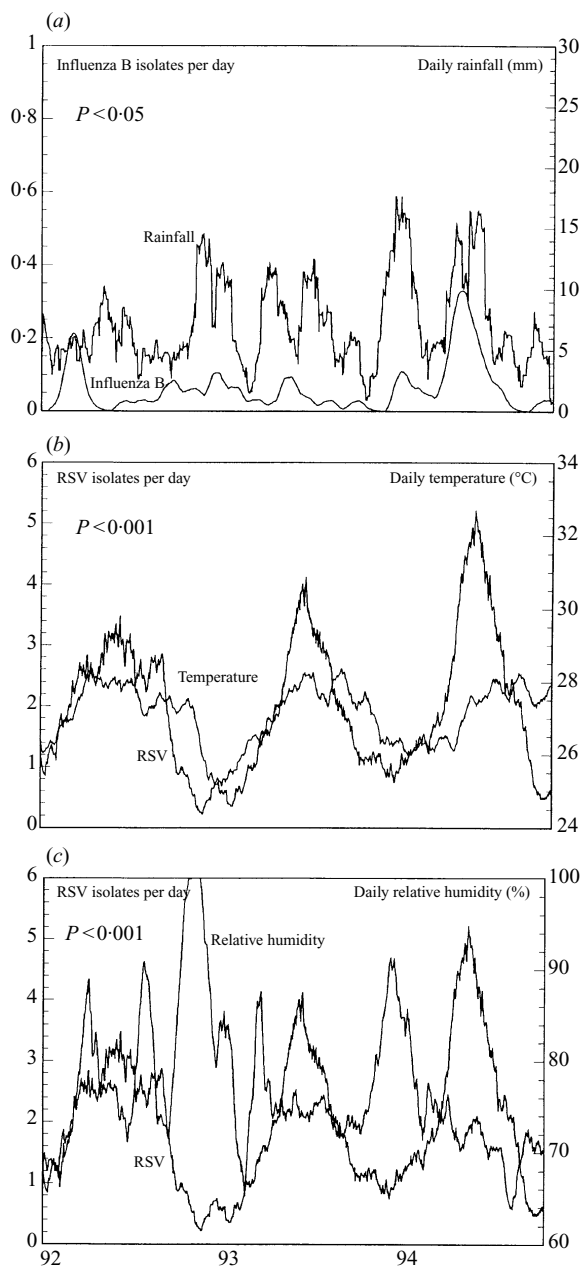 (a)
1
0·8
0·6
0·4
0·2
0
Influenza B isolates per day
Daily rainfall (mm)
P<0·05
Rainfall
Influenza B
30
25
20
15
10
5
0
(b)
6
5
4
3
2
1
0
RSV isolates per day
Daily temperature (°C)
P<0·001
Temperature
RSV
34
32
30
28
26
24
(c)
6
5
4
3
2
1
0
RSV isolates per day
Daily relative humidity (%)
P<0·001
Relative humidity
RSV
100
90
80
70
60
92
93
94